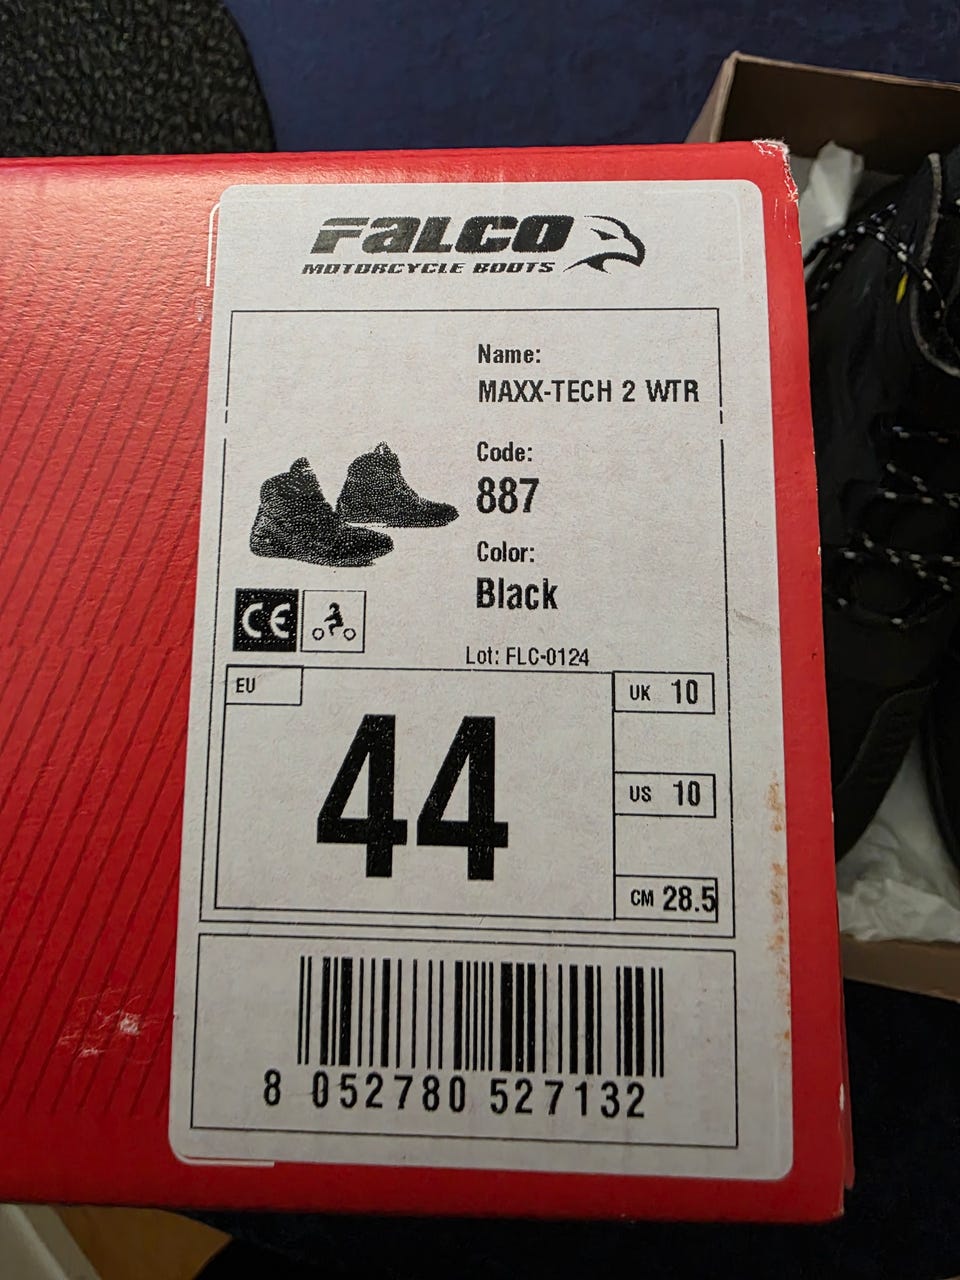 FALCO
MOTORCYCLE BOOTS
Name:
MAXX-TECH 2 WTR
Code:
887
Color:
Black
CE
Lot: FLC-0124
EU
44
UK 10
US 10
CM 28.5
8 052780 527132